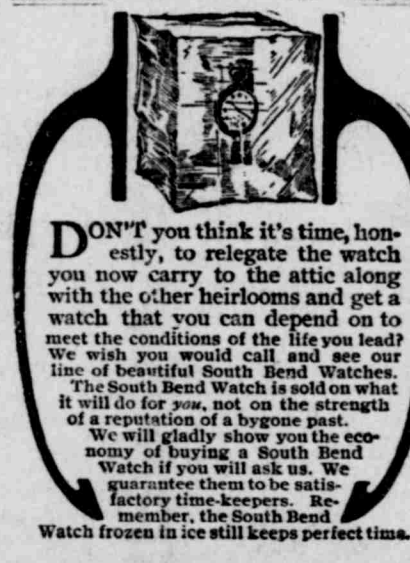 DON'T you think it's time, hon-
estly, to relegate the watch
you now carry to the attic along
with the other heirlooms and get a
watch that you can depend on to
meet the conditions of the life you lead?
We wish you would call and see our
line of beautiful South Bend Watches.
The South Bend Watch is sold on what
it will do for you, not on the strength
of a reputation of a bygone past.
We will gladly show you the eco-
nomy of buying a South Bend
Watch if you will ask us. We
guarantee them to be satis-
factory time-keepers. Re-
member, the South Bend
Watch frozen in ice still keeps perfect time.